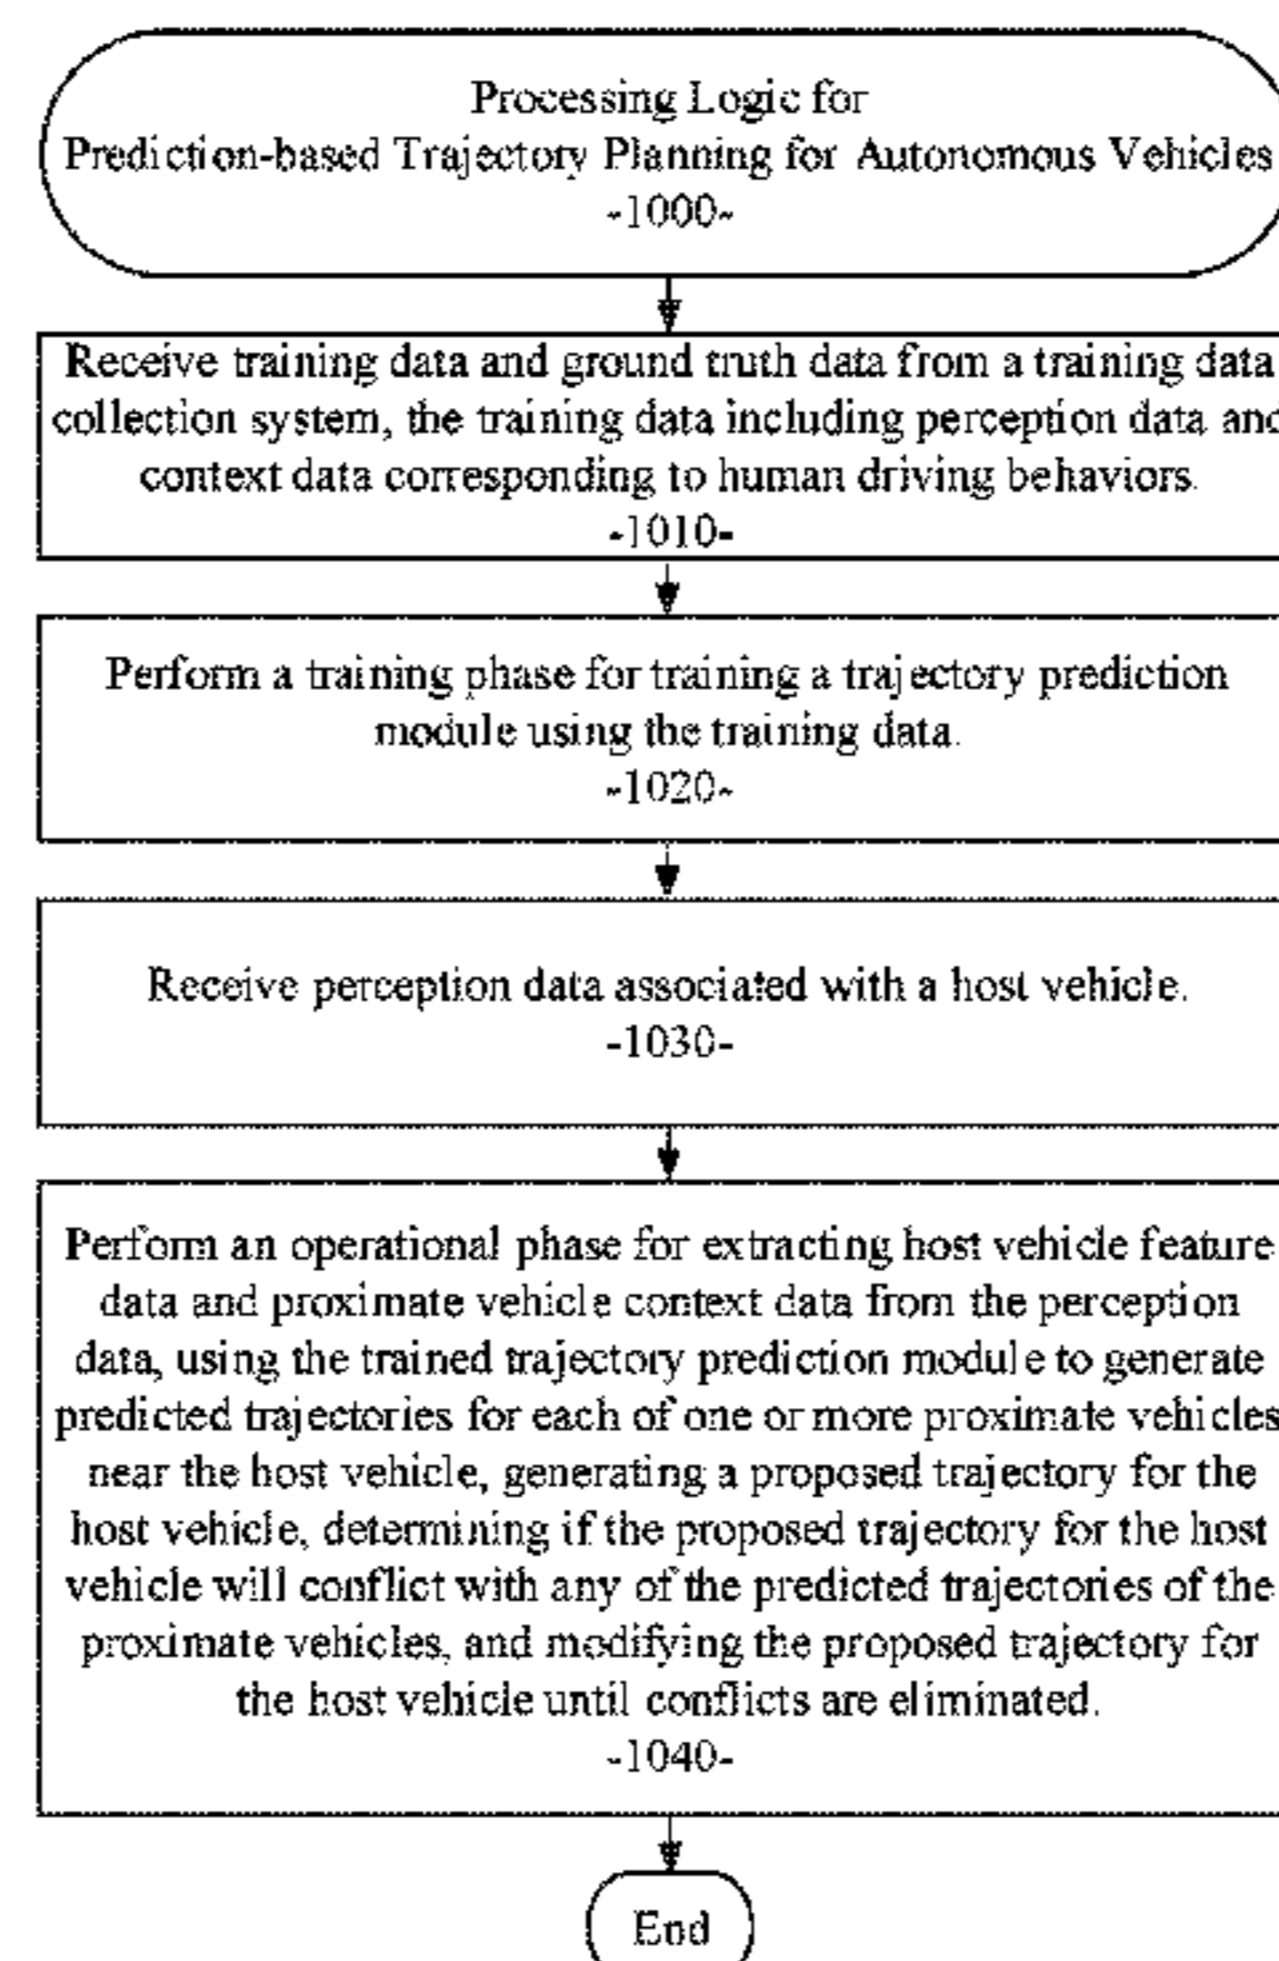 Processing Logic for
Prediction-based Trajectory Planning for Autonomous Vehicles
-1000-
Receive training data and ground truth data from a training data
collection system, the training data including perception data and
context data corresponding to human driving behaviors.
-1010-
Perform a training phase for training a trajectory prediction
module using the training data.
-1020-
Receive perception data associated with a host vehicle.
-1030-
Perform an operational phase for extracting host vehicle feature
data and proximate vehicle context data from the perception
data, using the trained trajectory prediction module to generate
predicted trajectories for each of one or more proximate vehicles
near the host vehicle, generating a proposed trajectory for the
host vehicle, determining if the proposed trajectory for the host
vehicle will conflict with any of the predicted trajectories of the
proximate vehicles, and modifying the proposed trajectory for
the host vehicle until conflicts are eliminated.
-1040-
End